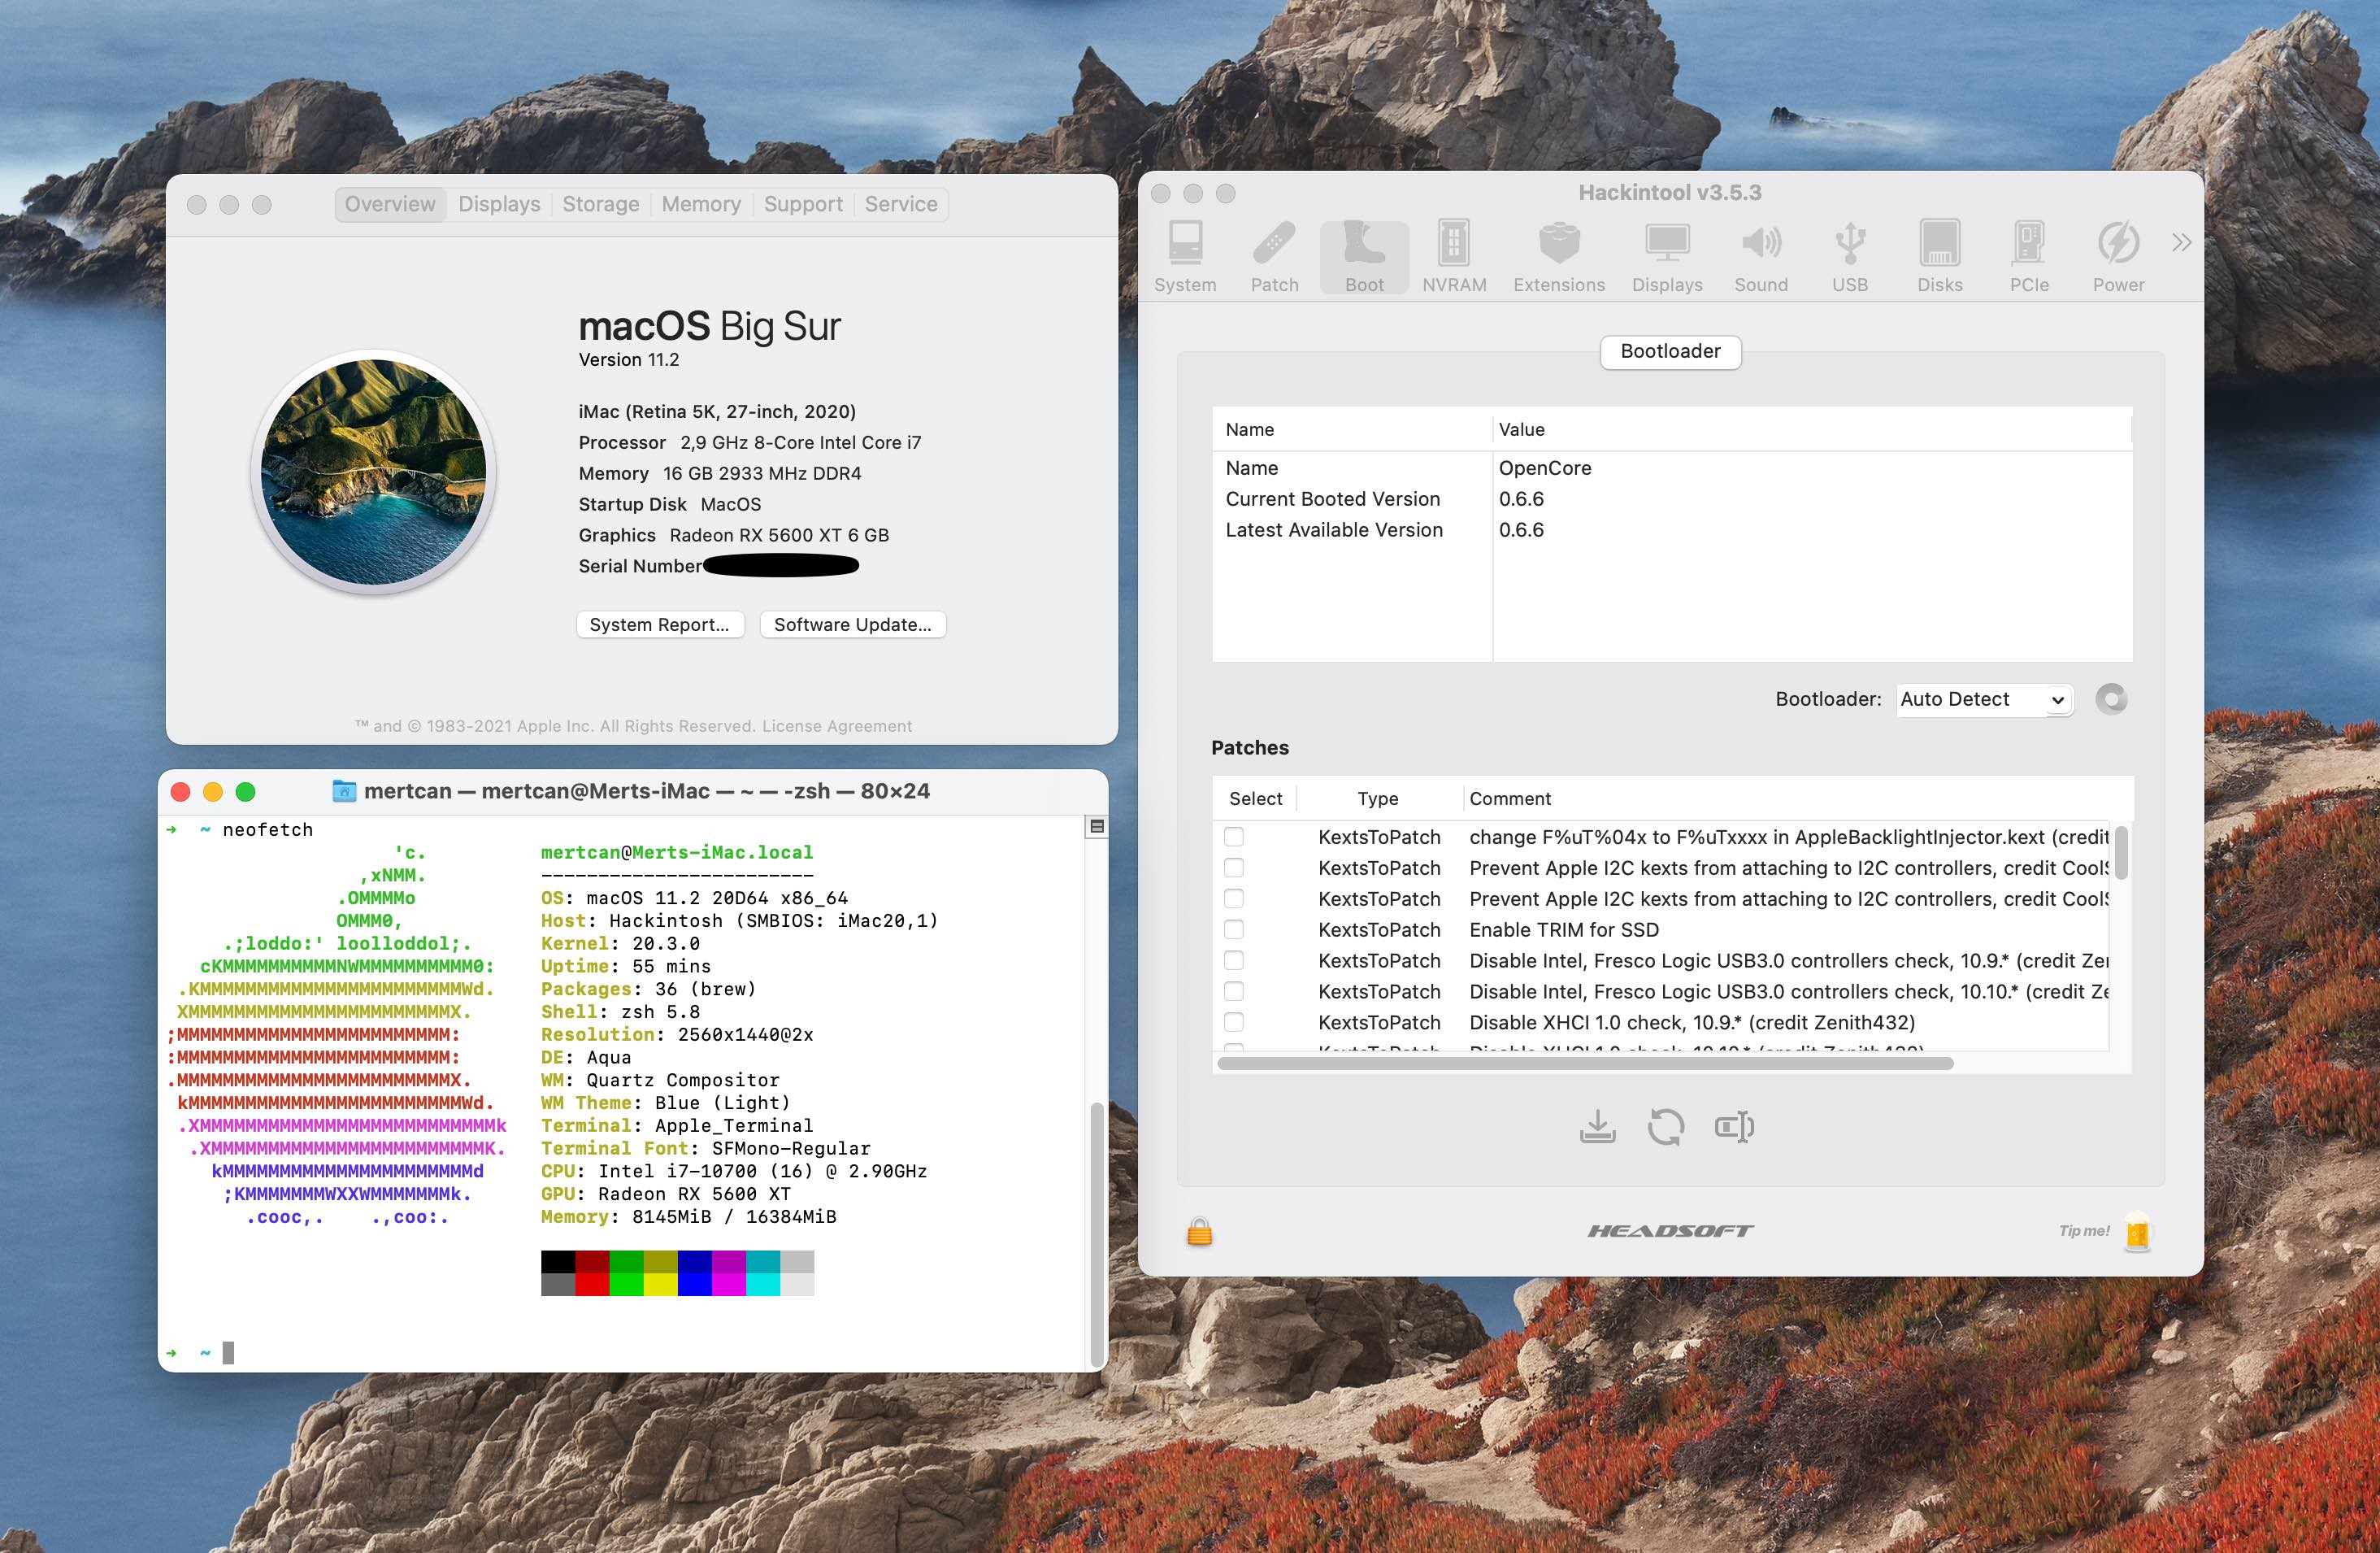 Overview Displays Storage Memory Support Service
macOS Big Sur
Version 11.2
iMac (Retina 5K, 27-inch, 2020)
Processor 2,9 GHz 8-Core Intel Core i7
Memory 16 GB 2933 MHz DDR4
Startup Disk MacOS
Graphics Radeon RX 5600 XT 6 GB
Serial Number
System Report... Software Update...
™ and © 1983-2021 Apple Inc. All Rights Reserved. License Agreement
mertcan — mertcan@Merts-iMac — ~ — -zsh — 80×24
➜ ~ neofetch
'c. mertcan@Merts-iMac.local
,xNMM. ------------------------
.OMMMMo OS: macOS 11.2 20D64 x86_64
OMMM0, Host: Hackintosh (SMBIOS: iMac20,1)
.;loddo:' loolloddol;. Kernel: 20.3.0
cKMMMMMMMMMMNWMMMMMMMMMM0: Uptime: 55 mins
.KMMMMMMMMMMMMMMMMMMMMMMMWd. Packages: 36 (brew)
XMMMMMMMMMMMMMMMMMMMMMMMX. Shell: zsh 5.8
;MMMMMMMMMMMMMMMMMMMMMMMM: Resolution: 2560x1440@2x
:MMMMMMMMMMMMMMMMMMMMMMMM: DE: Aqua
.MMMMMMMMMMMMMMMMMMMMMMMMX. WM: Quartz Compositor
kMMMMMMMMMMMMMMMMMMMMMMMMWd. WM Theme: Blue (Light)
.XMMMMMMMMMMMMMMMMMMMMMMMMMMk Terminal: Apple_Terminal
.XMMMMMMMMMMMMMMMMMMMMMMMMK. Terminal Font: SFMono-Regular
kMMMMMMMMMMMMMMMMMMMMMMd CPU: Intel i7-10700 (16) @ 2.90GHz
;KMMMMMMMWXXWMMMMMMMk. GPU: Radeon RX 5600 XT
.cooc,. .,coo:. Memory: 8145MiB / 16384MiB
➜ ~
Hackintool v3.5.3
System Patch Boot NVRAM Extensions Displays Sound USB Disks PCIe Power
Bootloader
Name Value
Name OpenCore
Current Booted Version 0.6.6
Latest Available Version 0.6.6
Bootloader: Auto Detect
Patches
Select Type Comment
KextsToPatch change F%uT%04x to F%uTxxxx in AppleBacklightInjector.kext (credit
KextsToPatch Prevent Apple I2C kexts from attaching to I2C controllers, credit CoolS
KextsToPatch Prevent Apple I2C kexts from attaching to I2C controllers, credit CoolS
KextsToPatch Enable TRIM for SSD
KextsToPatch Disable Intel, Fresco Logic USB3.0 controllers check, 10.9.* (credit Zen
KextsToPatch Disable Intel, Fresco Logic USB3.0 controllers check, 10.10.* (credit Ze
KextsToPatch Disable XHCI 1.0 check, 10.9.* (credit Zenith432)
KextsToPatch Disable XHCI 1.0 check, 10.10.* (credit Zenith432)
HEADSOFT
Tip me!